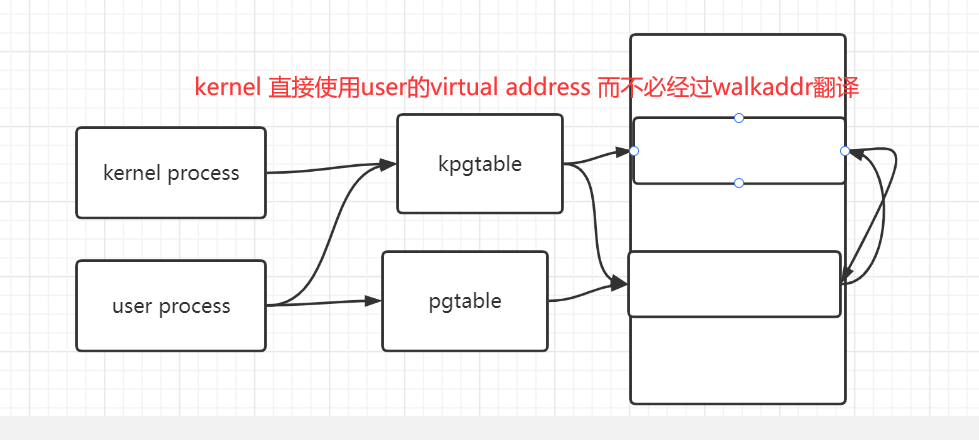 kernel 直接使用user的virtual address 而不必经过walkaddr翻译
kernel process
kpgtable
user process
pgtable